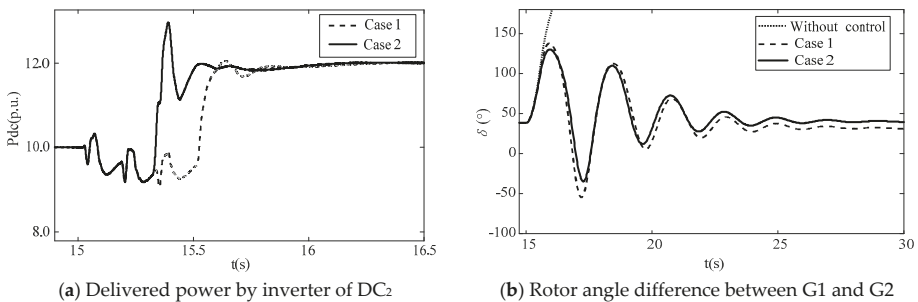 Case 1
Case 2
Pdc(p.u.)
12.0
10.0
8.0
15
15.5
16
16.5
t(s)
(a) Delivered power by inverter of DC₂
Without control
Case 1
Case 2
δ (°)
150
100
50
0
-50
-100
15
20
25
30
t(s)
(b) Rotor angle difference between G1 and G2